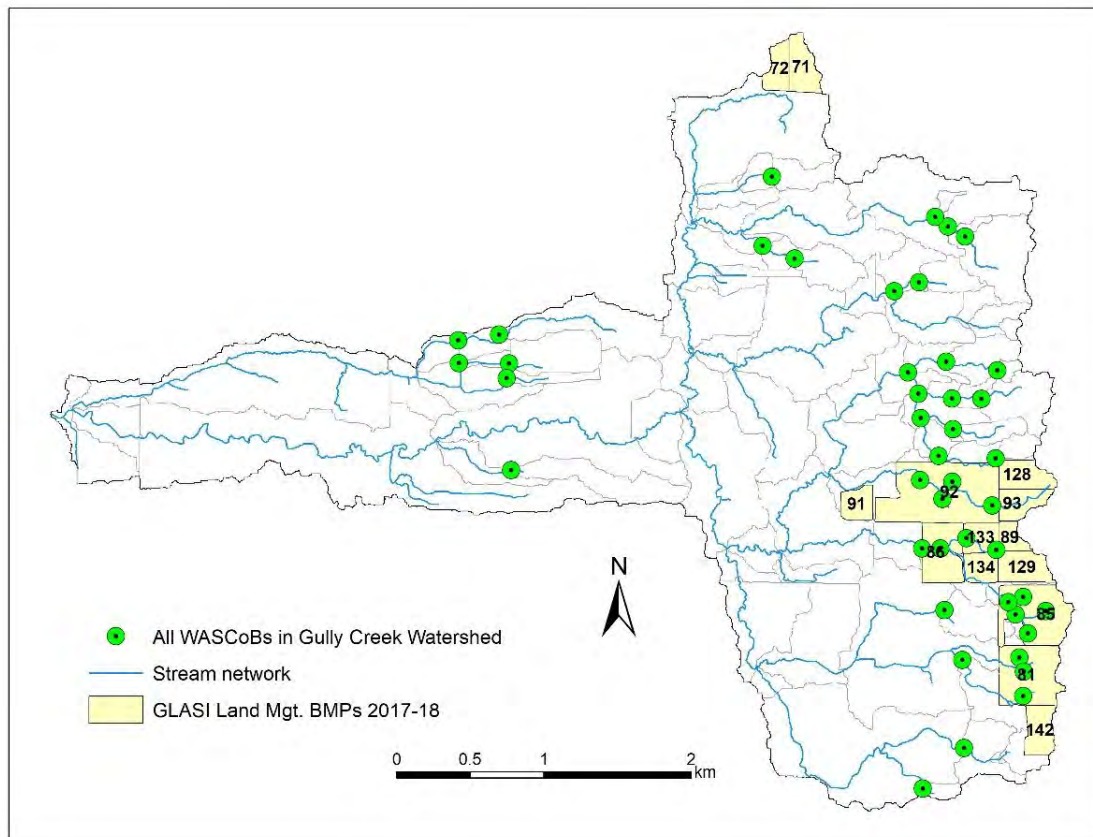 72 71
128
92
93
91
133 89
86
134 129
85
81
142
N
All WASCoBs in Gully Creek Watershed
Stream network
GLASI Land Mgt. BMPs 2017-18
0 0.5 1 2
km